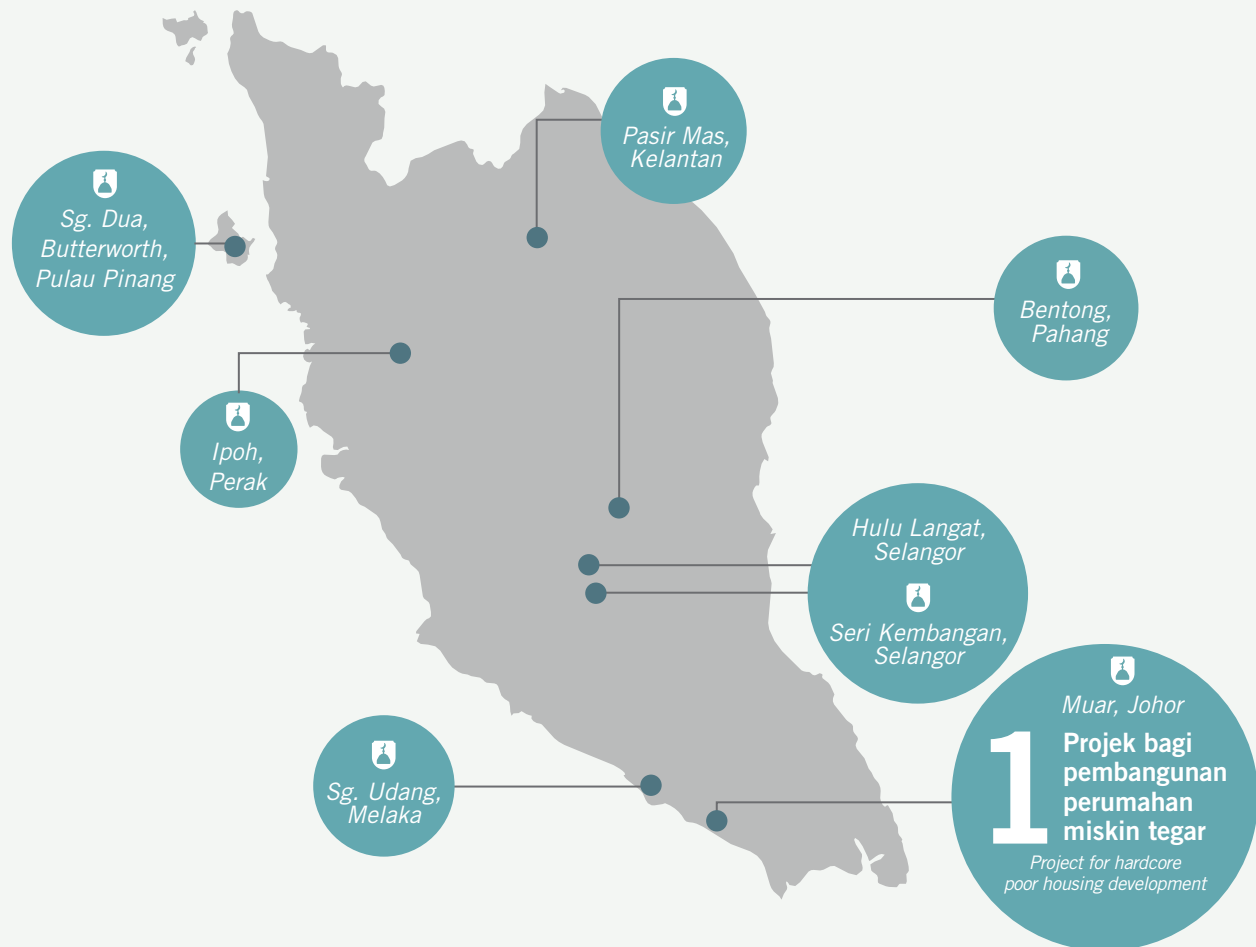 Pasir Mas,
Kelantan
Sg. Dua,
Butterworth,
Pulau Pinang
Bentong,
Pahang
Ipoh,
Perak
Hulu Langat,
Selangor
Seri Kembangan,
Selangor
Muar, Johor
1
Projek bagi
pembangunan
perumahan
miskin tegar
Project for hardcore
poor housing development
Sg. Udang,
Melaka